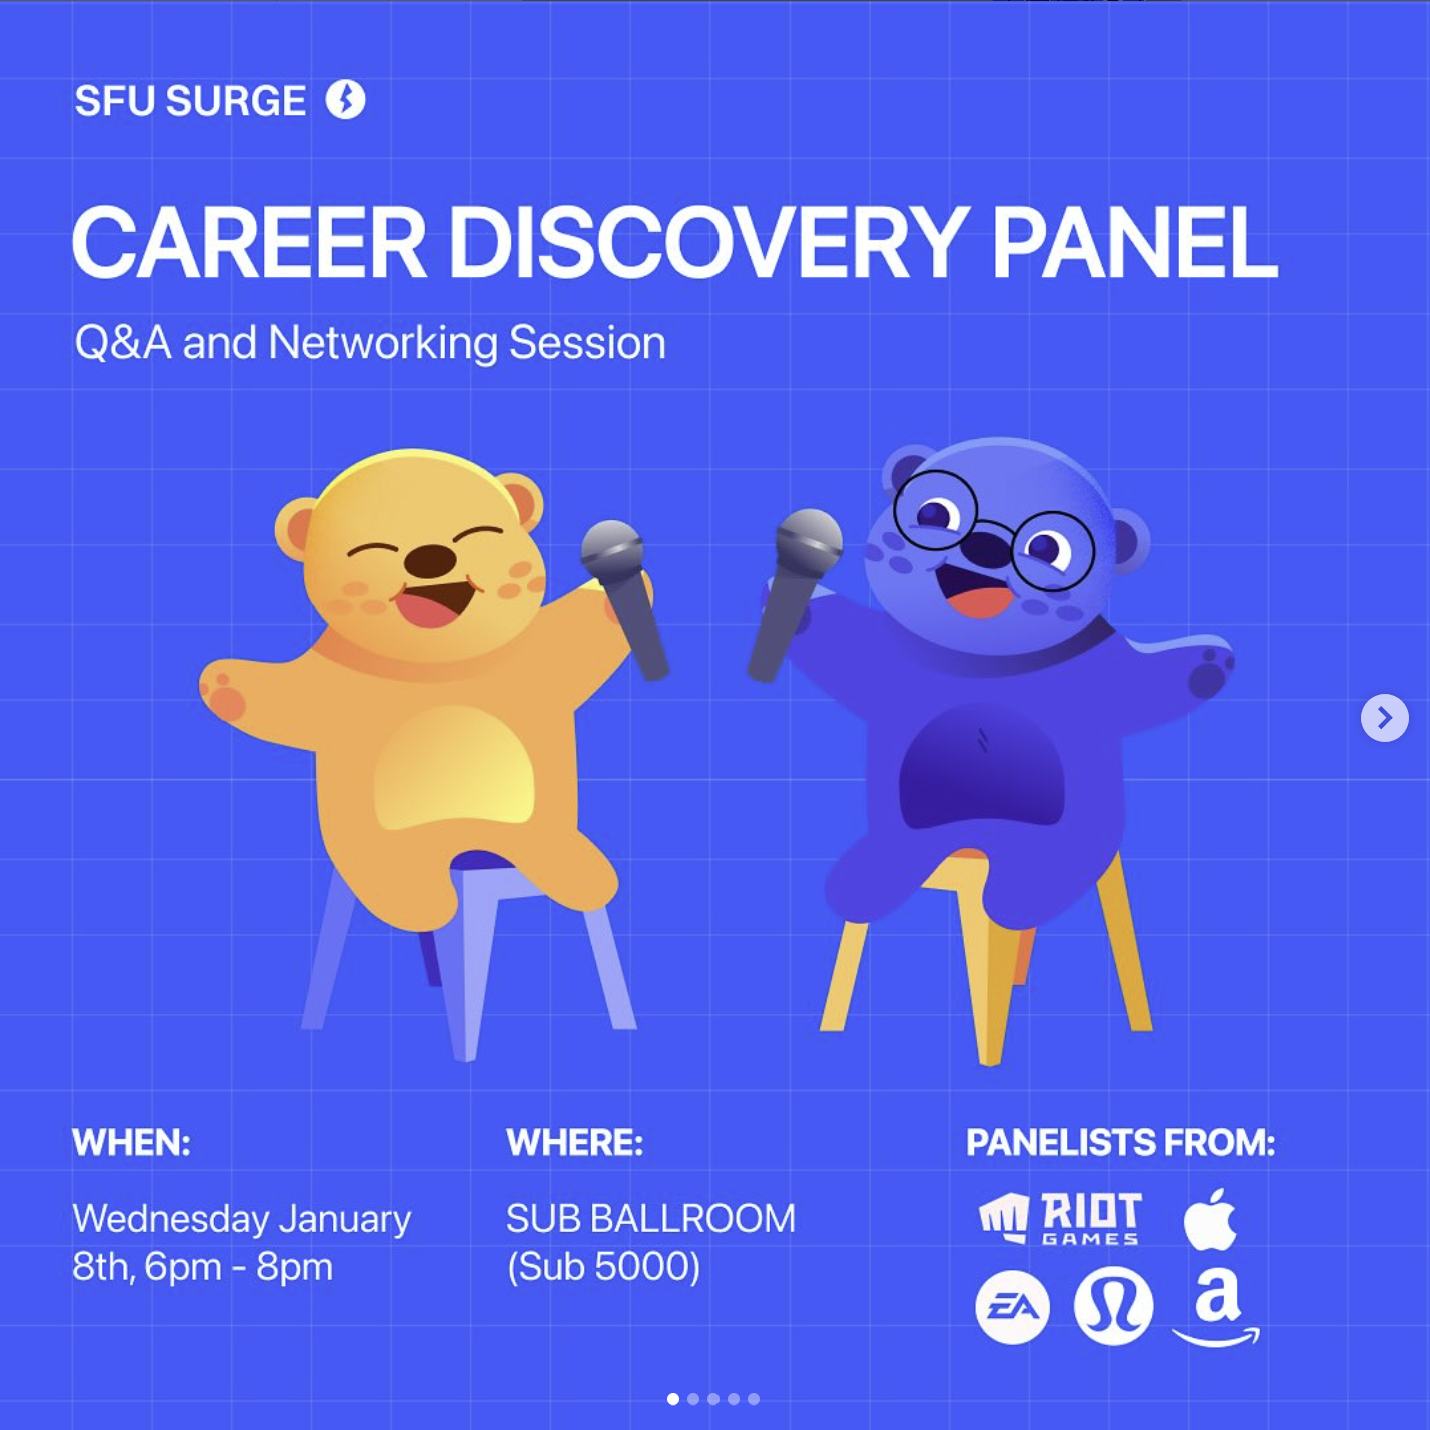 SFU SURGE
CAREER DISCOVERY PANEL
Q&A and Networking Session
WHEN:
Wednesday January
8th, 6pm - 8pm
WHERE:
SUB BALLROOM
(Sub 5000)
PANELISTS FROM:
RIOT
GAMES
EA
a